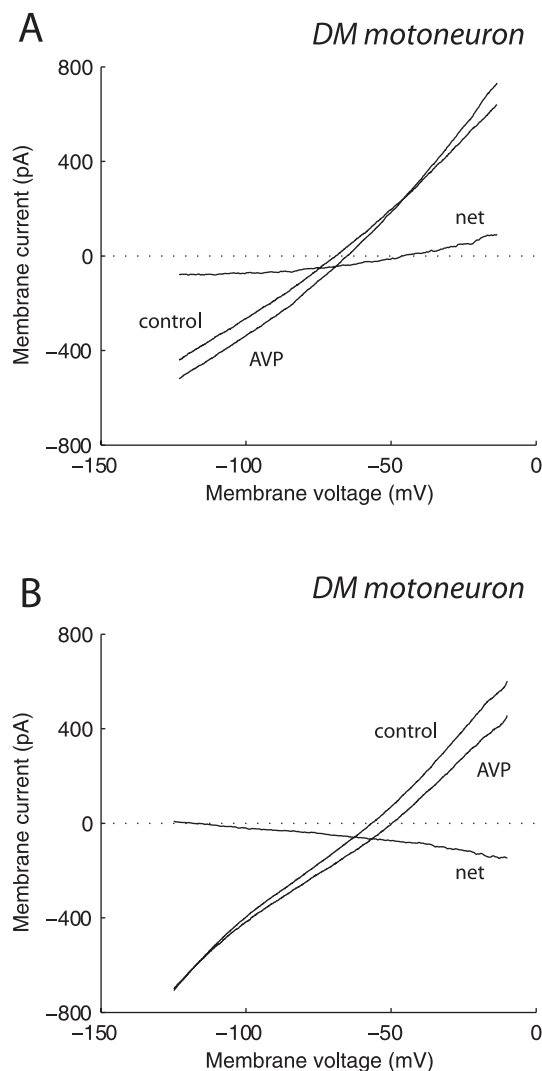 A
DM motoneuron
800
400
0
−400
−800
Membrane current (pA)
net
control
AVP
−150
−100
−50
0
Membrane voltage (mV)
B
DM motoneuron
800
400
0
−400
−800
Membrane current (pA)
control
AVP
net
−150
−100
−50
0
Membrane voltage (mV)